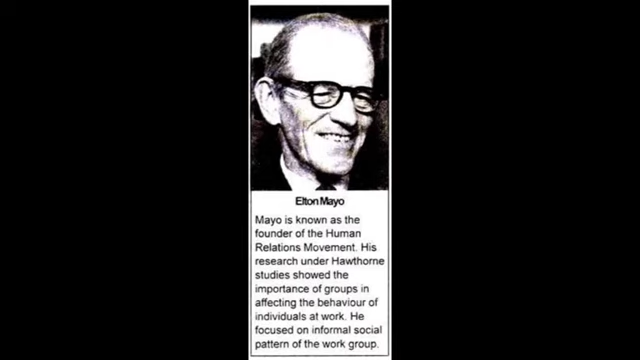 Elton Mayo
Mayo is known as the
founder of the Human
Relations Movement. His
research under Hawthorne
studies showed the
importance of groups in
affecting the behaviour of
individuals at work. He
focused on informal social
pattern of the work group.